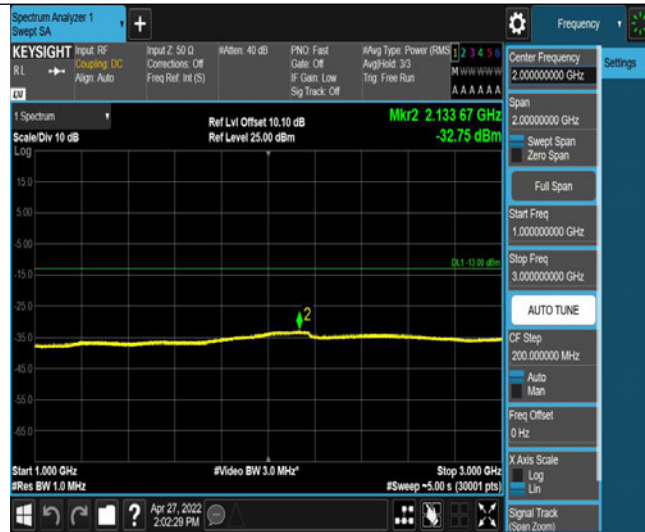 Spectrum Analyzer 1
Swept SA
Frequency
KEYSIGHT
RL
Input: RF
Coupling: DC
Align: Auto
Input Z: 50 Ω
Corrections: Off
Freq Ref: Int (S)
#Atten: 40 dB
PNO: Fast
Gate: Off
IF Gain: Low
Sig Track: Off
#Avg Type: Power (RMS
Avg|Hold: 3/3
Trig: Free Run
1 2 3 4 5 6
M W W W W W
A A A A A A
LXI
1 Spectrum
Scale/Div 10 dB
Log
Ref Lvl Offset 10.10 dB
Ref Level 25.00 dBm
Mkr2 2.133 67 GHz
-32.75 dBm
15.0
5.00
-5.00
-15.0
-25.0
-35.0
-45.0
-55.0
-65.0
DL1 -13.00 dBm
2
Start 1.000 GHz
#Res BW 1.0 MHz
#Video BW 3.0 MHz*
Stop 3.000 GHz
#Sweep ~5.00 s (30001 pts)
Apr 27, 2022
2:02:29 PM
?
Center Frequency
2.000000000 GHz
Settings
Span
2.00000000 GHz
Swept Span
Zero Span
Full Span
Start Freq
1.000000000 GHz
Stop Freq
3.000000000 GHz
AUTO TUNE
CF Step
200.000000 MHz
Auto
Man
Freq Offset
0 Hz
X Axis Scale
Log
Lin
Signal Track
(Span Zoom)